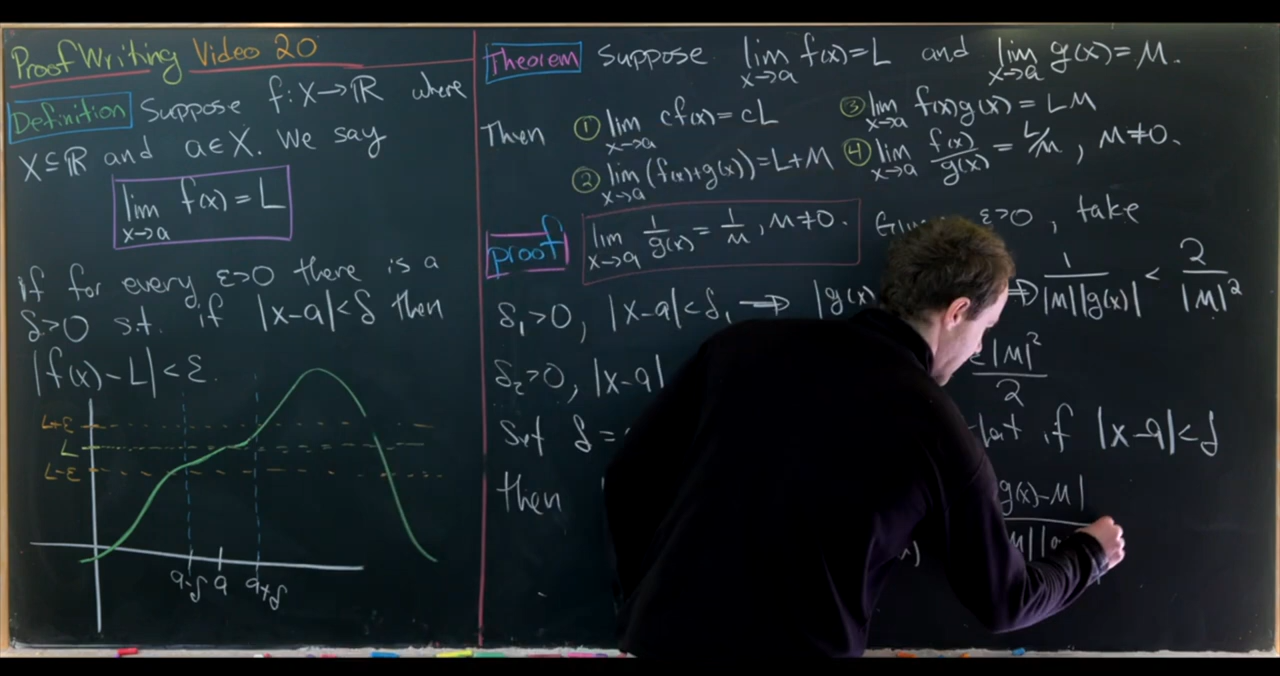 Proof Writing Video 20
Definition Suppose f: X→ℝ where
X⊆ℝ and a∈X. We say
lim f(x) = L
x→a
if for every ε>0 there is a
δ>0 s.t. if |x-a|<δ then
|f(x)-L|<ε.
L+ε
L
L-ε
a-δ a a+δ
Theorem Suppose lim f(x)=L and lim g(x)=M.
x→a x→a
Then ① lim cf(x)=cL
x→a
② lim (f(x)+g(x))=L+M
x→a
③ lim f(x)g(x)=LM
x→a
④ lim f(x)/g(x) = L/M, M≠0.
x→a
proof lim 1/g(x) = 1/M, M≠0.
x→a
ε>0, take
δ₁>0, |x-a|<δ₁ ⇒ |g(x) ⇒ 1/|M||g(x)| < 2/|M|²
δ₂>0, |x-a| |M|²/2
Set δ= if |x-a|<δ
then g(x)-M|